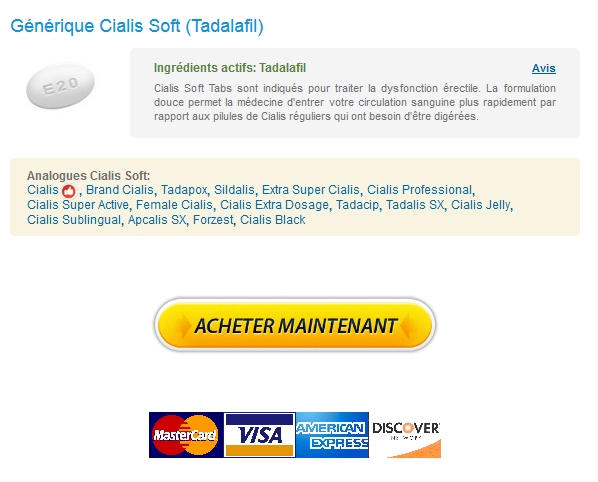 Générique Cialis Soft (Tadalafil)
E20
Ingrédients actifs: Tadalafil
Avis
Cialis Soft Tabs sont indiqués pour traiter la dysfonction érectile. La formulation
douce permet la médecine d'entrer votre circulation sanguine plus rapidement par
rapport aux pilules de Cialis réguliers qui ont besoin d'être digérées.
Analogues Cialis Soft:
Cialis , Brand Cialis, Tadapox, Sildalis, Extra Super Cialis, Cialis Professional,
Cialis Super Active, Female Cialis, Cialis Extra Dosage, Tadacip, Tadalis SX, Cialis Jelly,
Cialis Sublingual, Apcalis SX, Forzest, Cialis Black
ACHETER MAINTENANT
MasterCard
VISA
AMERICAN
EXPRESS
DISCOVER
NETWORK